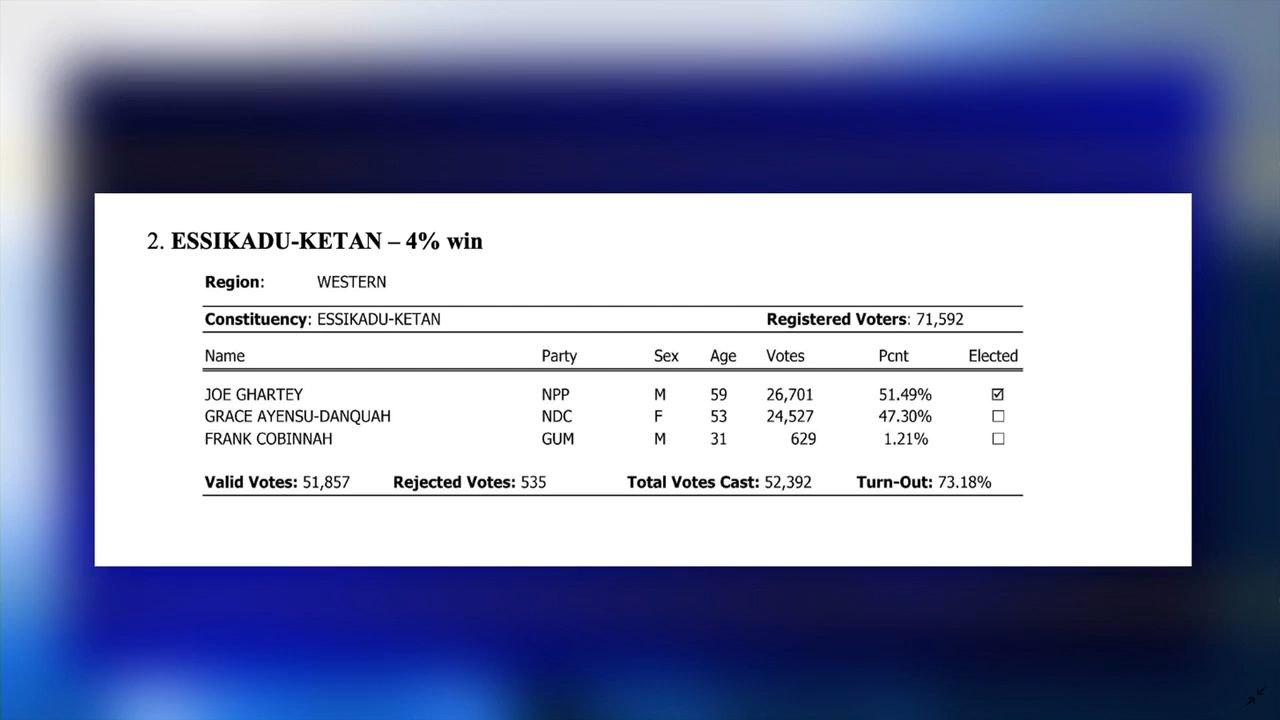 2. ESSIKADU-KETAN – 4% win
Region: WESTERN
Constituency: ESSIKADU-KETAN Registered Voters: 71,592
Name Party Sex Age Votes Pcnt Elected
JOE GHARTEY NPP M 59 26,701 51.49% ☑
GRACE AYENSU-DANQUAH NDC F 53 24,527 47.30% ☐
FRANK COBINNAH GUM M 31 629 1.21% ☐
Valid Votes: 51,857 Rejected Votes: 535 Total Votes Cast: 52,392 Turn-Out: 73.18%